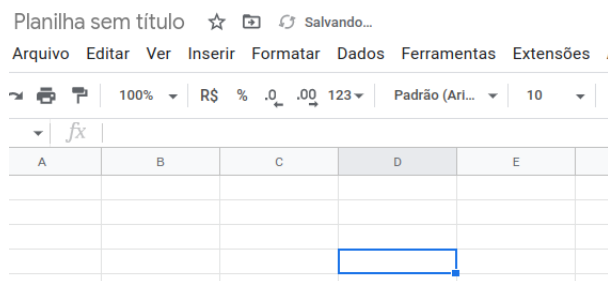 Planilha sem título Salvando...
Arquivo Editar Ver Inserir Formatar Dados Ferramentas Extensões
100% R$ % .0 .00 123 Padrão (Ari... 10
fx
A B C D E